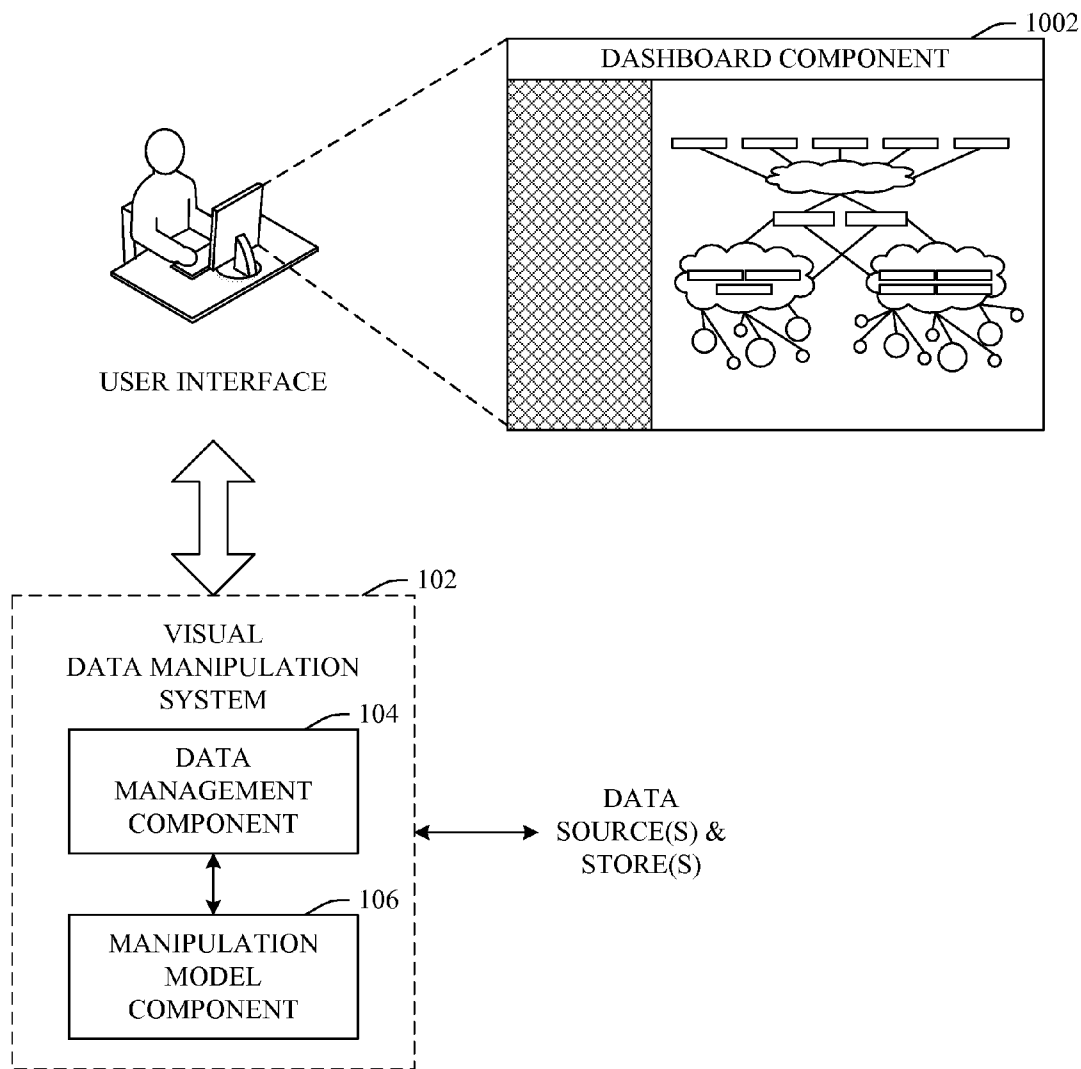 1002
DASHBOARD COMPONENT
USER INTERFACE
102
VISUAL
DATA MANIPULATION
SYSTEM
104
DATA
MANAGEMENT
COMPONENT
DATA
SOURCE(S) &
STORE(S)
106
MANIPULATION
MODEL
COMPONENT